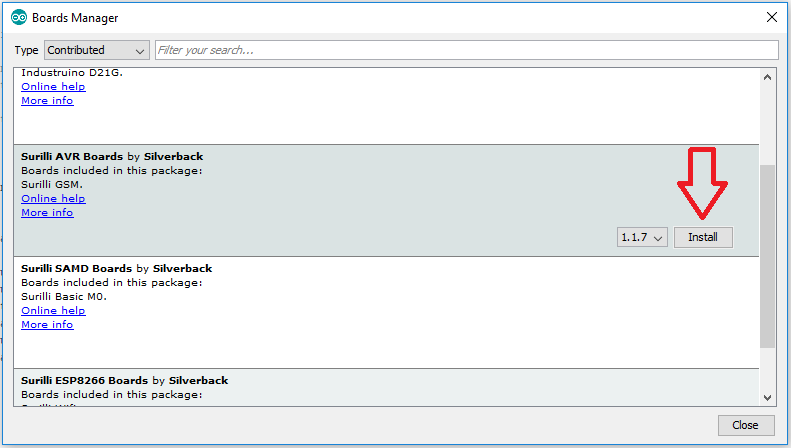 Boards Manager
Type Contributed Filter your search...
Industruino D21G.
Online help
More info
Surilli AVR Boards by Silverback
Boards included in this package:
Surilli GSM.
Online help
More info
1.1.7 Install
Surilli SAMD Boards by Silverback
Boards included in this package:
Surilli Basic M0.
Online help
More info
Surilli ESP8266 Boards by Silverback
Boards included in this package:
Close